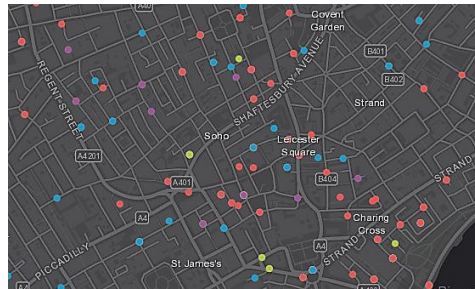 A40
Covent
Garden
B401
B402
REGENT-STREET
SHAFTESBURY-AVENUE
Strand
Soho
Leicester
Square
A4201
A401
B404
STRAND
A4
Charing
Cross
PICCADILLY
STRAND
A4
St James's